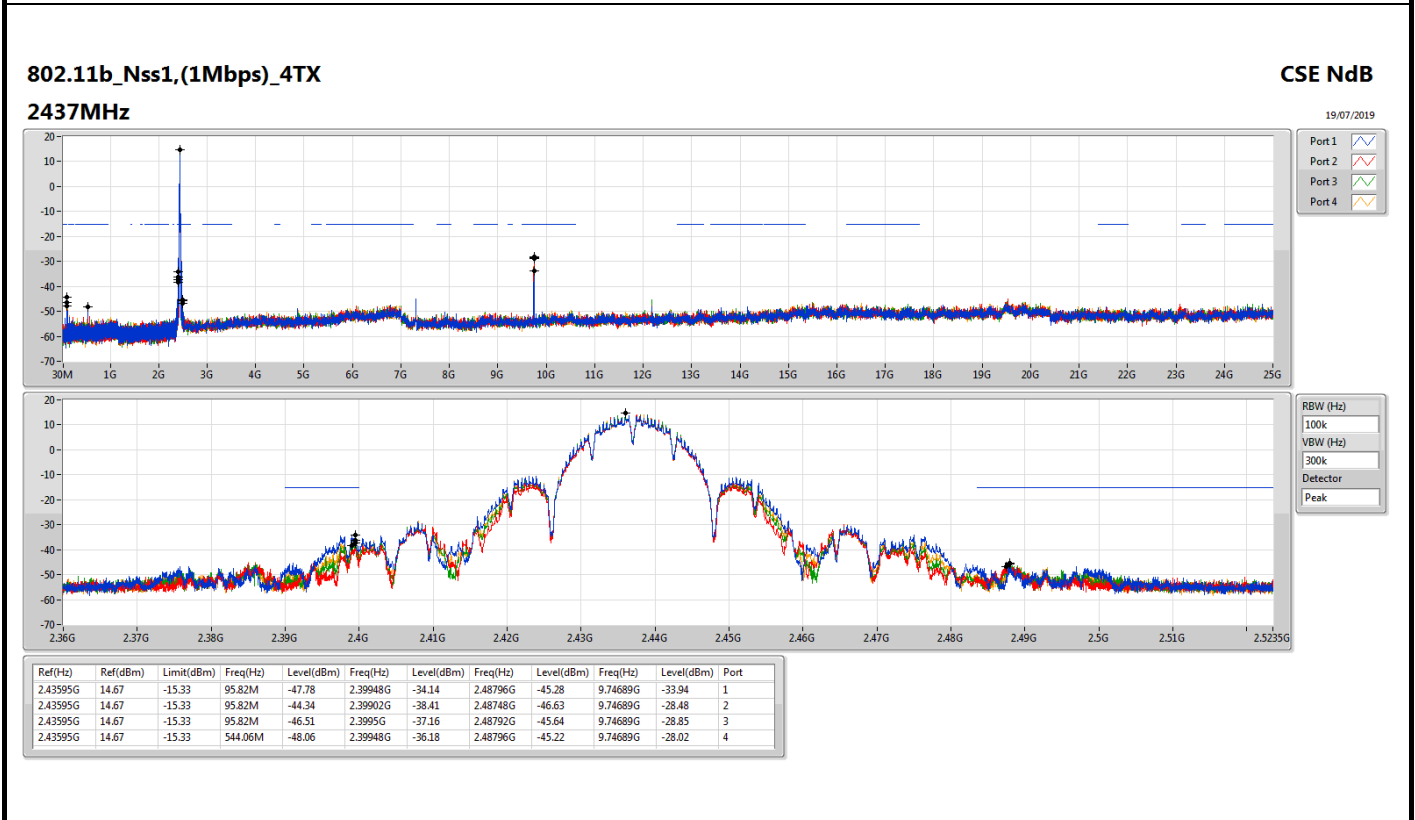 802.11b_Nss1,(1Mbps)_4TX CSE NdB
2437MHz 19/07/2019
20
10
0
-10
-20
-30
-40
-50
-60
-70
30M 1G 2G 3G 4G 5G 6G 7G 8G 9G 10G 11G 12G 13G 14G 15G 16G 17G 18G 19G 20G 21G 22G 23G 24G 25G
Port 1
Port 2
Port 3
Port 4
20
10
0
-10
-20
-30
-40
-50
-60
-70
2.36G 2.37G 2.38G 2.39G 2.4G 2.41G 2.42G 2.43G 2.44G 2.45G 2.46G 2.47G 2.48G 2.49G 2.5G 2.51G 2.5235G
RBW (Hz)
100k
VBW (Hz)
300k
Detector
Peak
Ref(Hz) Ref(dBm) Limit(dBm) Freq(Hz) Level(dBm) Freq(Hz) Level(dBm) Freq(Hz) Level(dBm) Freq(Hz) Level(dBm) Port
2.43595G 14.67 -15.33 95.82M -47.78 2.39948G -34.14 2.48796G -45.28 9.74689G -33.94 1
2.43595G 14.67 -15.33 95.82M -44.34 2.39902G -38.41 2.48748G -46.63 9.74689G -28.48 2
2.43595G 14.67 -15.33 95.82M -46.51 2.3995G -37.16 2.48792G -45.64 9.74689G -28.85 3
2.43595G 14.67 -15.33 544.06M -48.06 2.39948G -36.18 2.48796G -45.22 9.74689G -28.02 4